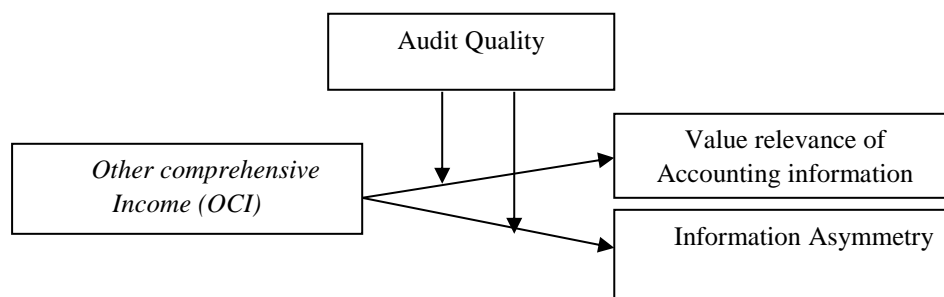 Audit Quality
Other comprehensive
Income (OCI)
Value relevance of
Accounting information
Information Asymmetry